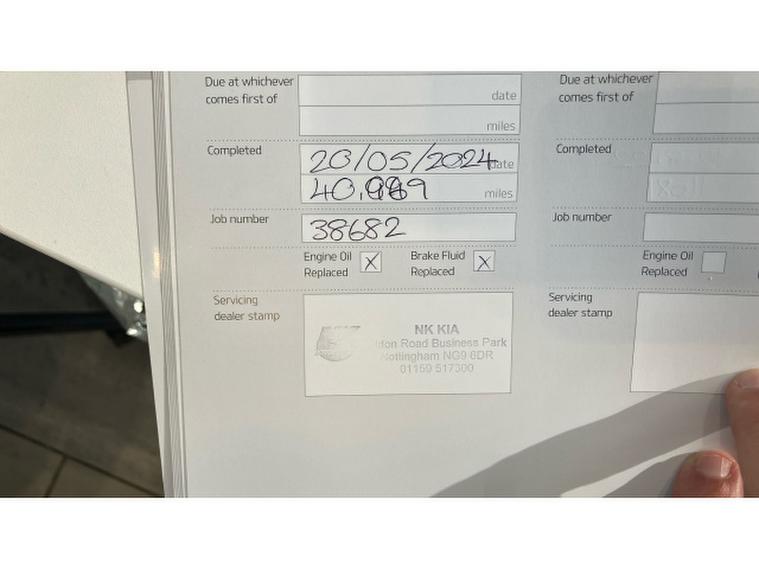 Due at whichever
comes first of
date
miles
Completed
20/05/2024 date
miles
Job number
38682
Engine Oil
Replaced X
Brake Fluid
Replaced X
Servicing
dealer stamp
NK KIA
Road Business Park
Nottingham NG9 6DR
01159 517300
Due at whichever
comes first of
Completed
Job number
Engine Oil
Replaced
Servicing
dealer stamp